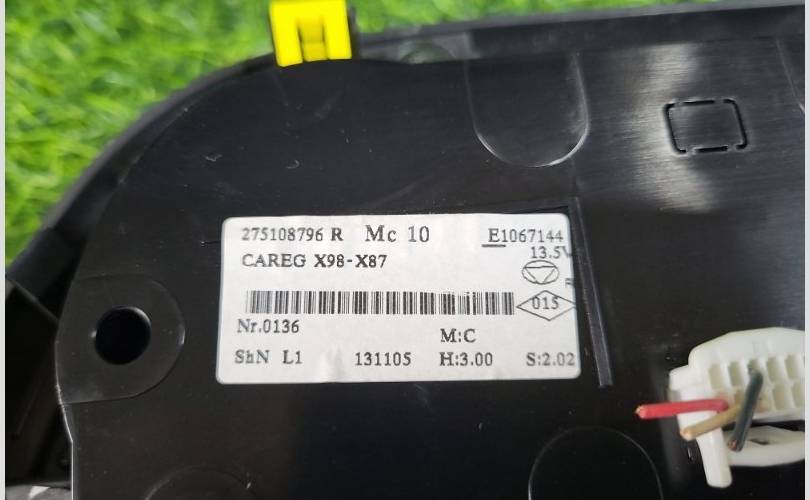 275108796 R Mc 10 E1067144
13.5V
CAREG X98-X87
015
Nr.0136
M:C
ShN L1 131105 H:3.00 S:2.02